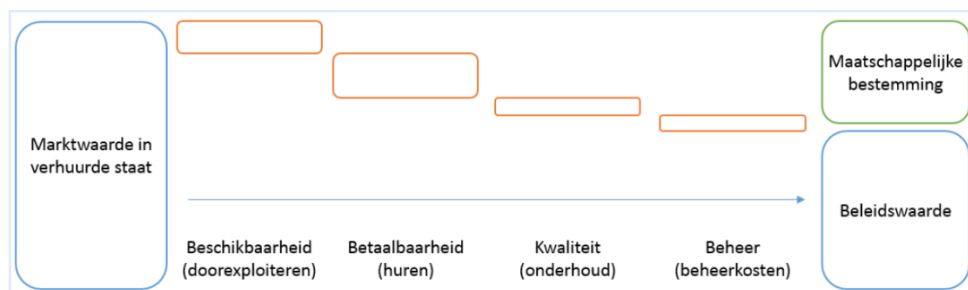 Marktwaarde in
verhuurde staat
Beschikbaarheid
(doorexploiteren)
Betaalbaarheid
(huren)
Kwaliteit
(onderhoud)
Beheer
(beheerkosten)
Maatschappelijke
bestemming
Beleidswaarde